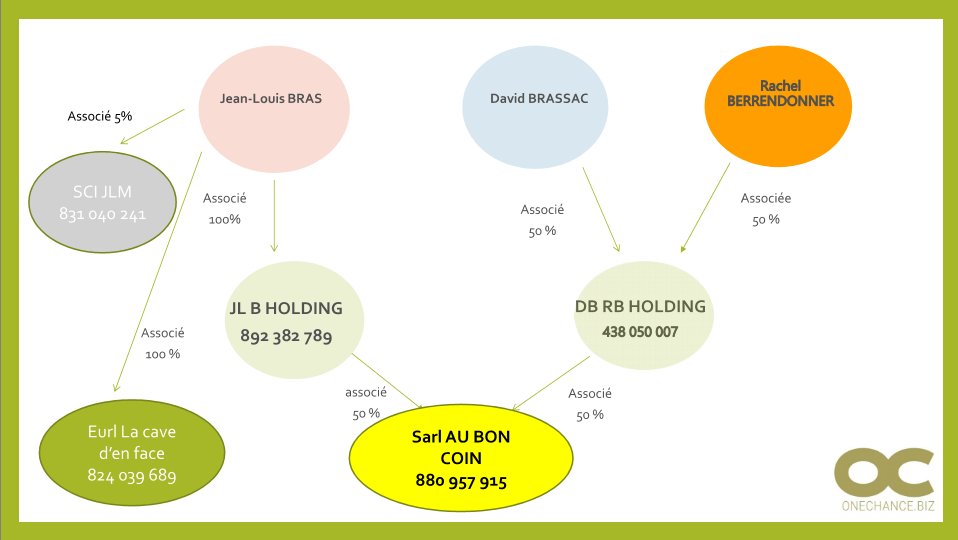 Jean-Louis BRAS
David BRASSAC
Rachel
BERRENDONNER
Associé 5%
SCI JLM
831 040 241
Associé
100%
Associé
50 %
Associée
50 %
JL B HOLDING
892 382 789
DB RB HOLDING
438 050 007
Associé
100 %
associé
50 %
Associé
50 %
Eurl La cave
d'en face
824 039 689
Sarl AU BON
COIN
880 957 915
OC
ONECHANCE.BIZ